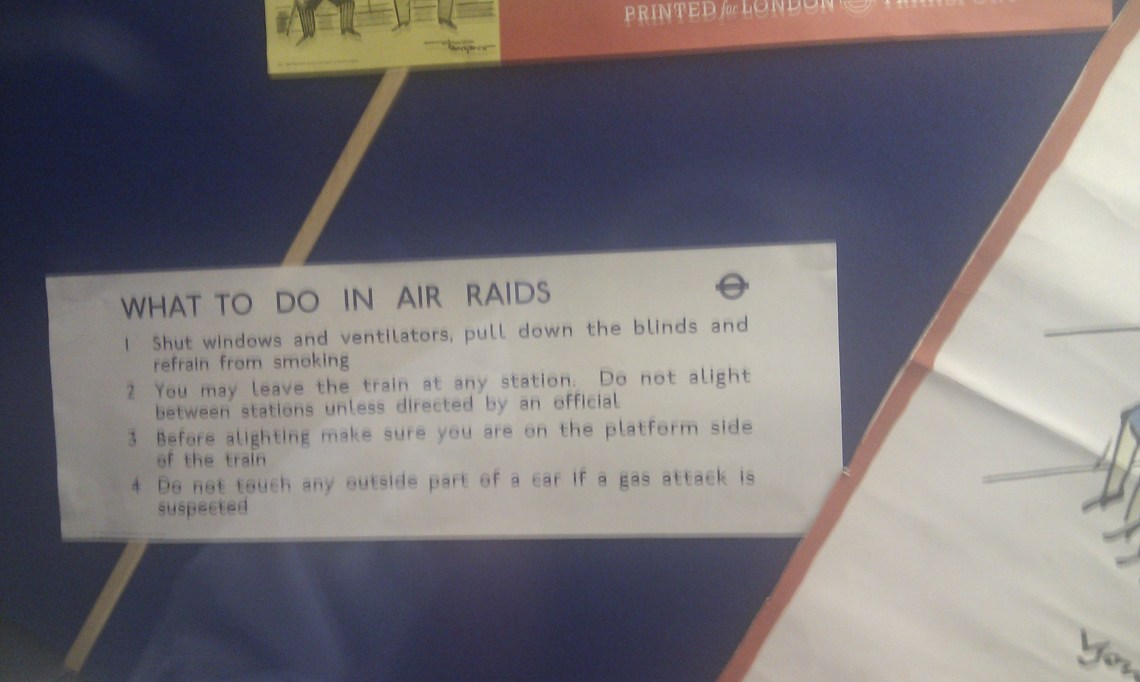 PRINTED for LONDON TRANSPORT
WHAT TO DO IN AIR RAIDS
1 Shut windows and ventilators, pull down the blinds and
refrain from smoking
2 You may leave the train at any station. Do not alight
between stations unless directed by an official
3 Before alighting make sure you are on the platform side
of the train
4 Do not touch any outside part of a car if a gas attack is
suspected